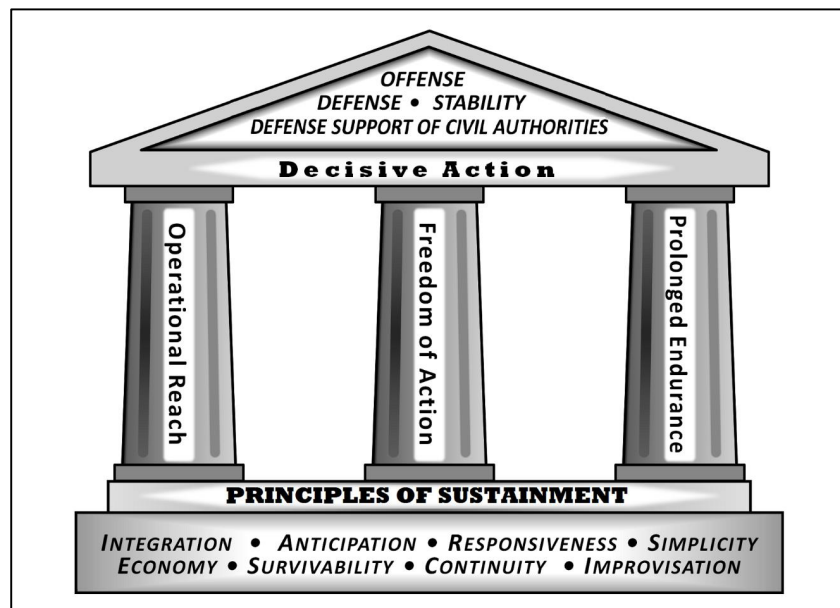 OFFENSE
DEFENSE • STABILITY
DEFENSE SUPPORT OF CIVIL AUTHORITIES
Decisive Action
Operational Reach
Freedom of Action
Prolonged Endurance
PRINCIPLES OF SUSTAINMENT
INTEGRATION • ANTICIPATION • RESPONSIVENESS • SIMPLICITY
ECONOMY • SURVIVABILITY • CONTINUITY • IMPROVISATION